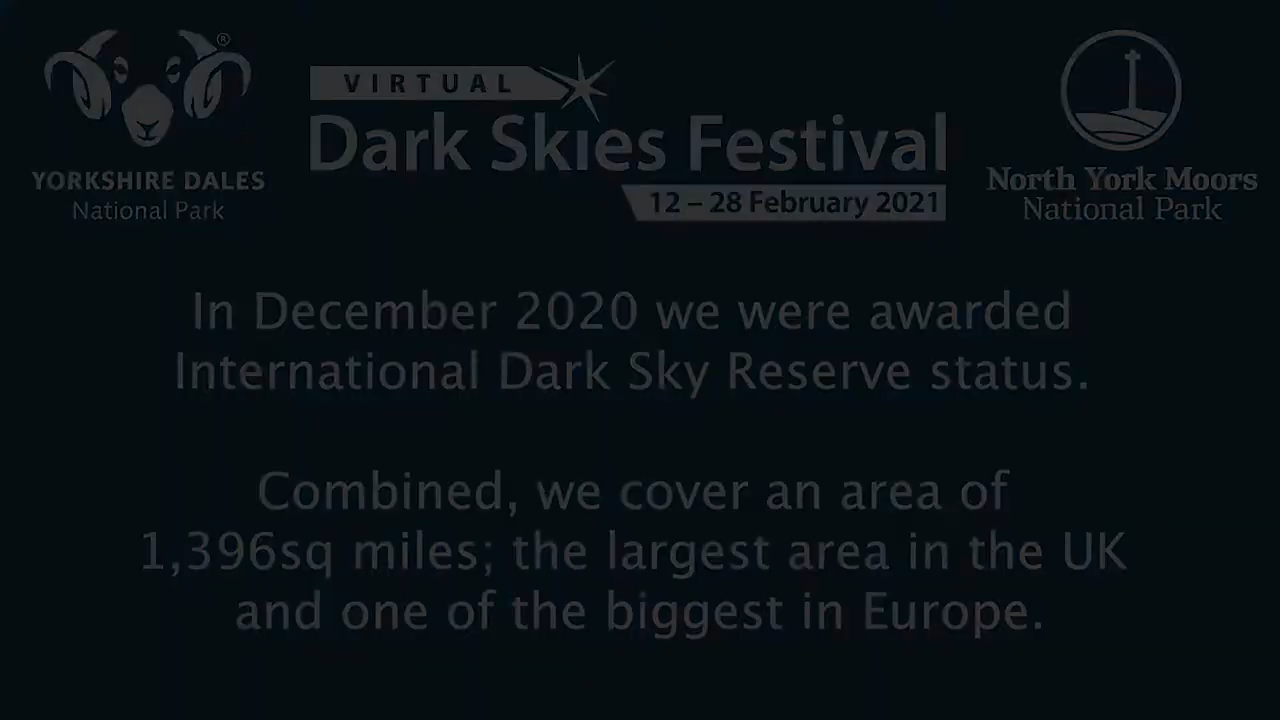 ®
YORKSHIRE DALES
National Park
VIRTUAL
Dark Skies Festival
12 – 28 February 2021
North York Moors
National Park
In December 2020 we were awarded
International Dark Sky Reserve status.
Combined, we cover an area of
1,396sq miles; the largest area in the UK
and one of the biggest in Europe.